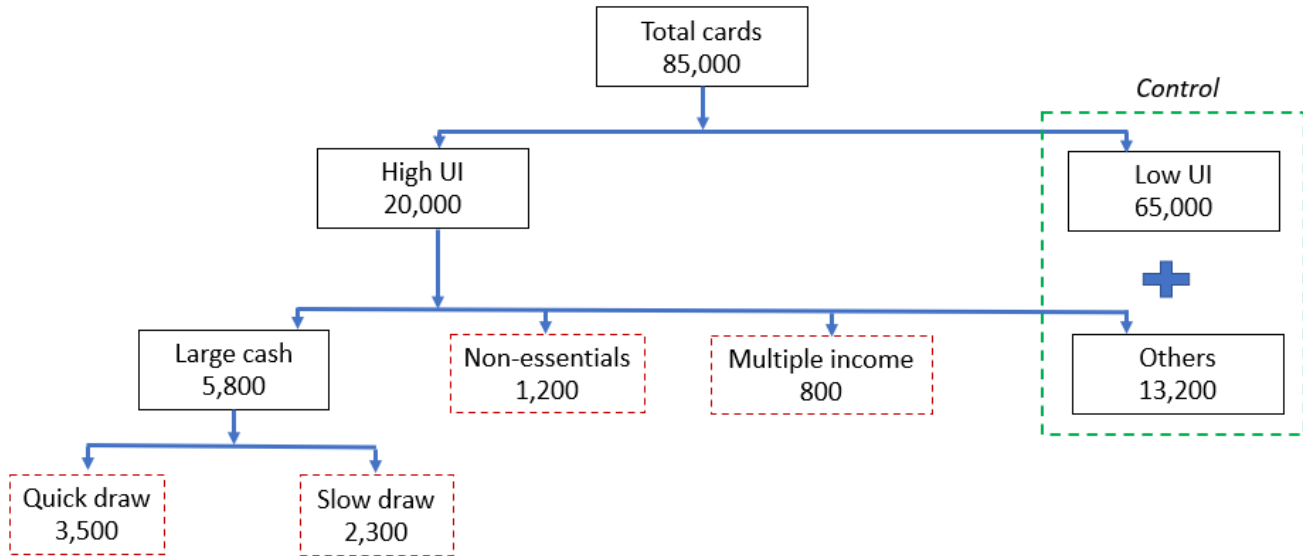 Total cards
85,000
Control
High UI
20,000
Low UI
65,000
Large cash
5,800
Non-essentials
1,200
Multiple income
800
Others
13,200
Quick draw
3,500
Slow draw
2,300